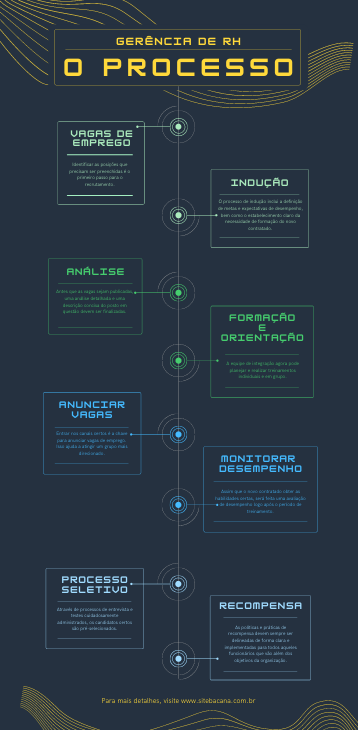 GERÊNCIA DE RH
O PROCESSO
VAGAS DE
EMPREGO
Identificar as posições que
precisam ser preenchidas é o
primeiro passo para o
recrutamento.
INDUÇÃO
O processo de indução inclui a definição
de metas e expectativas de desempenho,
bem como o estabelecimento claro da
necessidade de formação do novo
contratado.
ANÁLISE
Antes que as vagas sejam publicadas,
uma análise detalhada e uma
descrição concisa do posto em
questão devem ser finalizadas.
FORMAÇÃO
E
ORIENTAÇÃO
A equipe de integração agora pode
planejar e realizar treinamentos
individuais e em grupo.
ANUNCIAR
VAGAS
Entrar nos canais certos é a chave
para anunciar vagas de emprego.
Isso ajuda a atingir um grupo mais
direcionado.
MONITORAR
DESEMPENHO
Assim que o novo contratado obter as
habilidades certas, será feita uma avaliação
de desempenho logo após o período de
treinamento.
PROCESSO
SELETIVO
Através de processos de entrevista e
testes cuidadosamente
administrados, os candidatos certos
são pré-selecionados.
RECOMPENSA
As políticas e práticas de
recompensa devem sempre ser
delineadas de forma clara e
implementadas para todos aqueles
funcionários que vão além dos
objetivos da organização.
Para mais detalhes, visite www.sitebacana.com.br